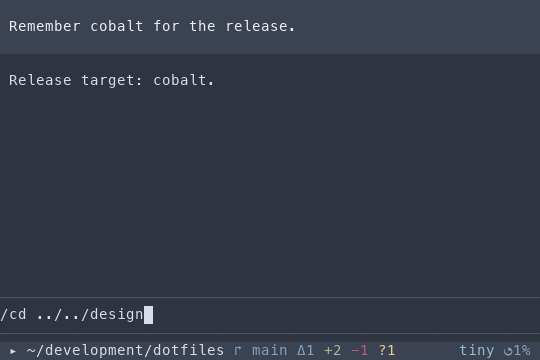 Remember cobalt for the release.
Release target: cobalt.
/cd ../../design
▸ ~/development/dotfiles ↱ main Δ1 +2 −1 ?1 tiny ◔1%